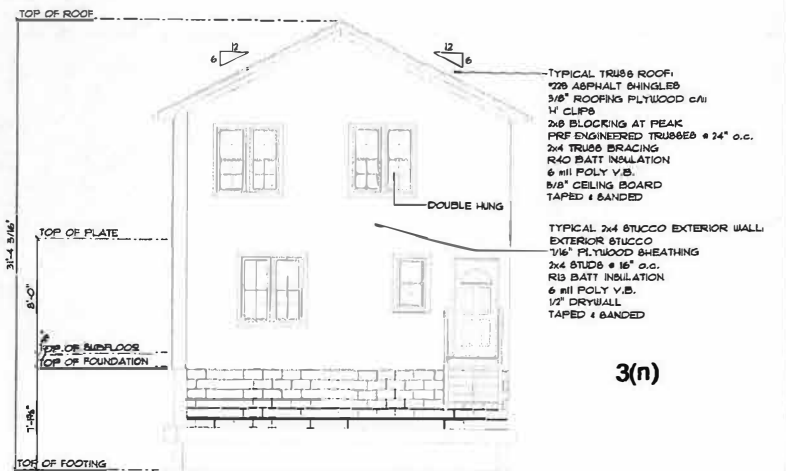 TOP OF ROOF
12
6
12
6
TYPICAL TRUSS ROOF:
3/8" ROOFING PLYWOOD c/w
'H' CLIPS
2x8 BLOCKING AT PEAK
PRF ENGINEERED TRUSSES @ 24" o.c.
2x4 TRUSS BRACING
R40 BATT INSULATION
6 mil POLY V.B.
5/8" CEILING BOARD
TAPED & SANDED
DOUBLE HUNG
TYPICAL 2x4 STUCCO EXTERIOR WALL:
EXTERIOR STUCCO
7/16" PLYWOOD SHEATHING
2x4 STUDS @ 16" o.c.
R13 BATT INSULATION
6 mil POLY V.B.
1/2" DRYWALL
TAPED & SANDED
TOP OF PLATE
31'-4 3/16"
8'-0"
TOP OF SUBFLOOR
TOP OF FOUNDATION
3(n)
TOP OF FOOTING